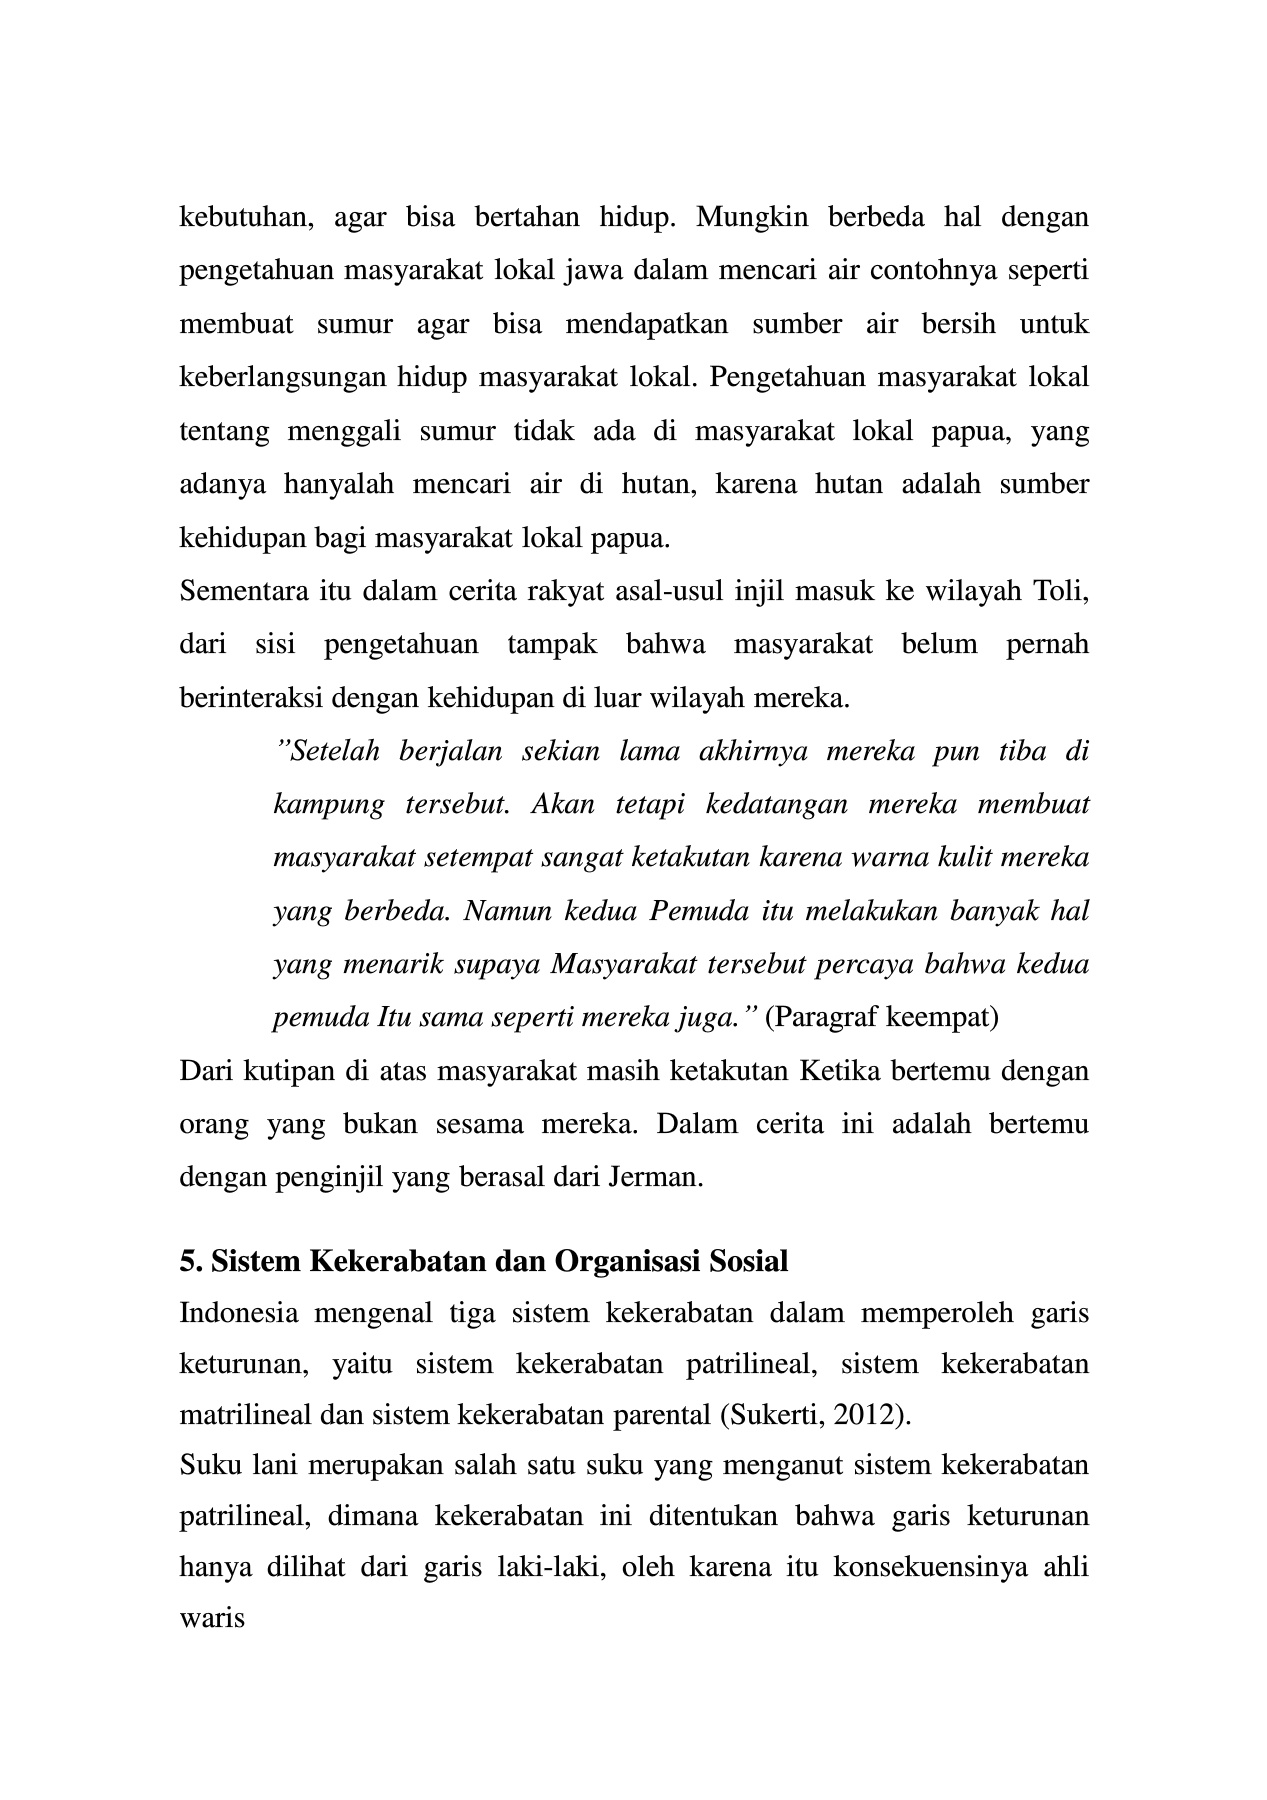 kebutuhan, agar bisa bertahan hidup. Mungkin berbeda hal dengan
pengetahuan masyarakat lokal jawa dalam mencari air contohnya seperti
membuat sumur agar bisa mendapatkan sumber air bersih untuk
keberlangsungan hidup masyarakat lokal. Pengetahuan masyarakat lokal
tentang menggali sumur tidak ada di masyarakat lokal papua, yang
adanya hanyalah mencari air di hutan, karena hutan adalah sumber
kehidupan bagi masyarakat lokal papua.
Sementara itu dalam cerita rakyat asal-usul injil masuk ke wilayah Toli,
dari sisi pengetahuan tampak bahwa masyarakat belum pernah
berinteraksi dengan kehidupan di luar wilayah mereka.
”Setelah berjalan sekian lama akhirnya mereka pun tiba di
kampung tersebut. Akan tetapi kedatangan mereka membuat
masyarakat setempat sangat ketakutan karena warna kulit mereka
yang berbeda. Namun kedua Pemuda itu melakukan banyak hal
yang menarik supaya Masyarakat tersebut percaya bahwa kedua
pemuda Itu sama seperti mereka juga.” (Paragraf keempat)
Dari kutipan di atas masyarakat masih ketakutan Ketika bertemu dengan
orang yang bukan sesama mereka. Dalam cerita ini adalah bertemu
dengan penginjil yang berasal dari Jerman.
5. Sistem Kekerabatan dan Organisasi Sosial
Indonesia mengenal tiga sistem kekerabatan dalam memperoleh garis
keturunan, yaitu sistem kekerabatan patrilineal, sistem kekerabatan
matrilineal dan sistem kekerabatan parental (Sukerti, 2012).
Suku lani merupakan salah satu suku yang menganut sistem kekerabatan
patrilineal, dimana kekerabatan ini ditentukan bahwa garis keturunan
hanya dilihat dari garis laki-laki, oleh karena itu konsekuensinya ahli
waris